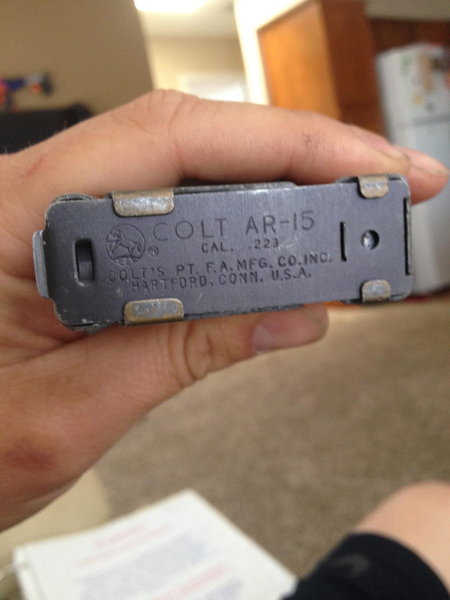 COLT AR-15
CAL. .223
COLT'S PT. F.A. MFG. CO. INC.
HARTFORD, CONN. U.S.A.